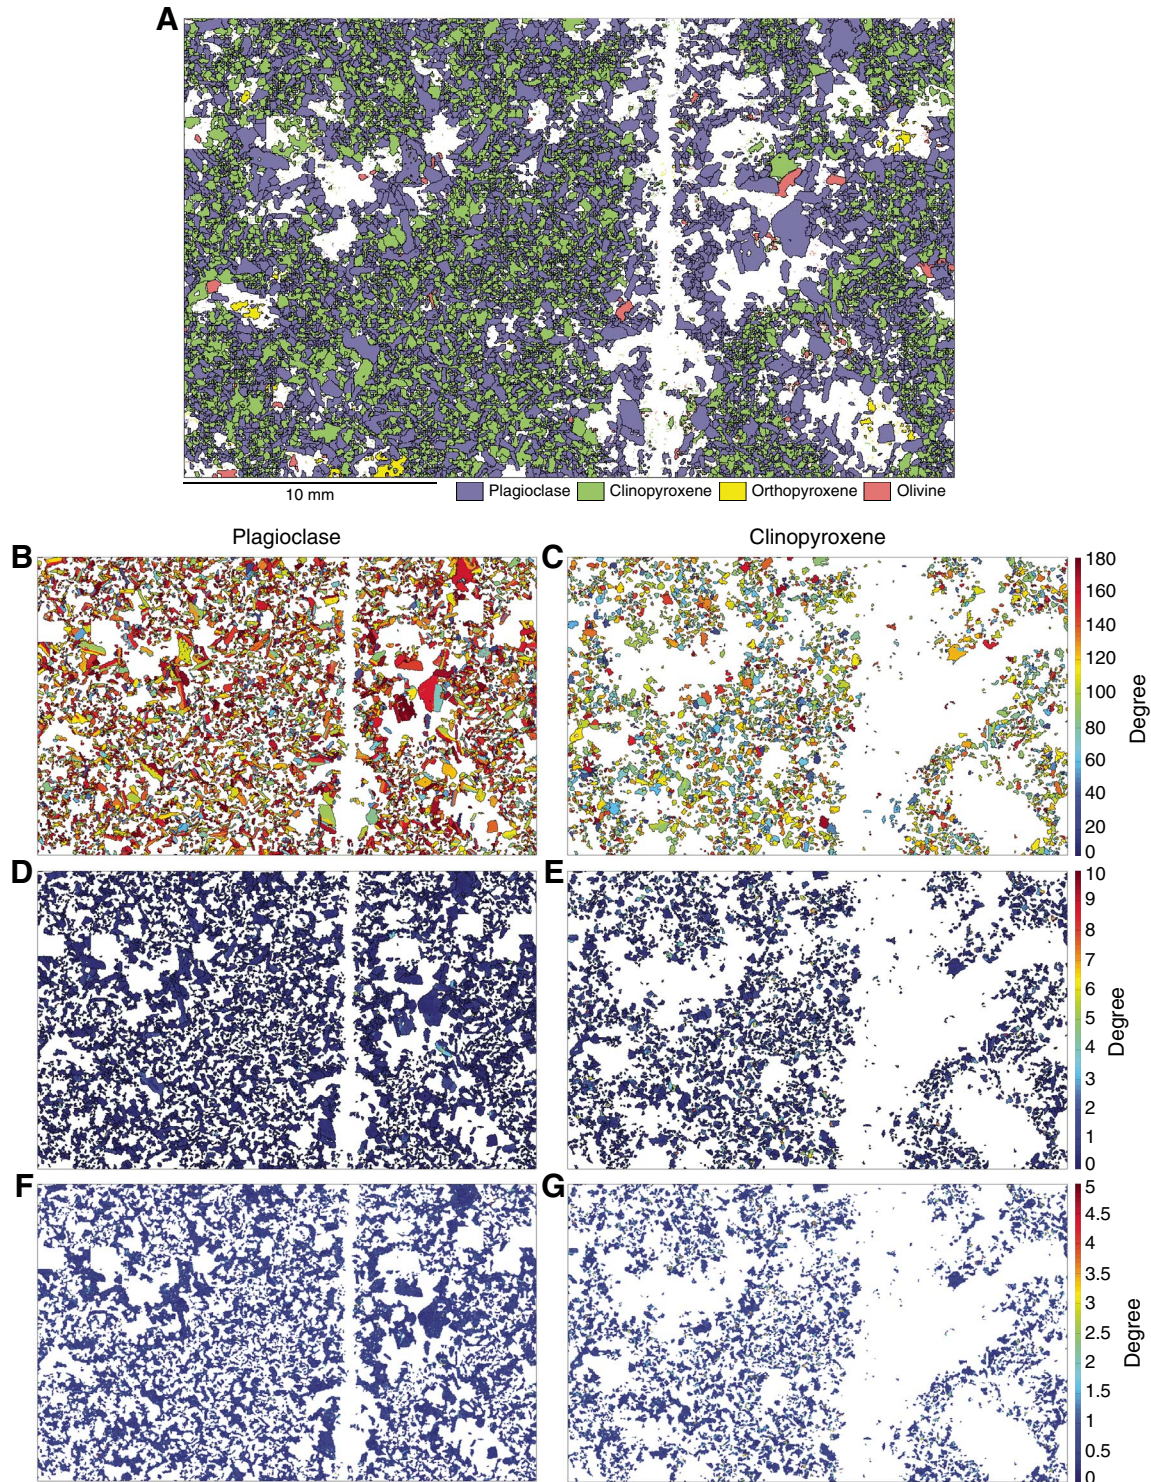 A
10 mm
Plagioclase
Clinopyroxene
Orthopyroxene
Olivine
Plagioclase
Clinopyroxene
B
C
180
160
140
120
100
80
60
40
20
0
Degree
D
E
10
9
8
7
6
5
4
3
2
1
0
Degree
F
G
5
4.5
4
3.5
3
2.5
2
1.5
1
0.5
0
Degree